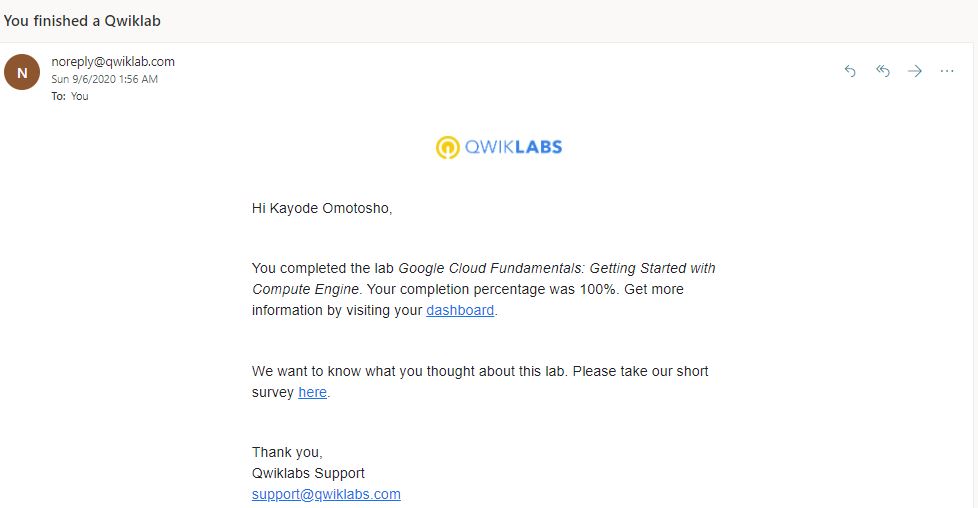 You finished a Qwiklab
N
noreply@qwiklab.com
Sun 9/6/2020 1:56 AM
To: You
QWIKLABS
Hi Kayode Omotosho,
You completed the lab Google Cloud Fundamentals: Getting Started with
Compute Engine. Your completion percentage was 100%. Get more
information by visiting your dashboard.
We want to know what you thought about this lab. Please take our short
survey here.
Thank you,
Qwiklabs Support
support@qwiklabs.com